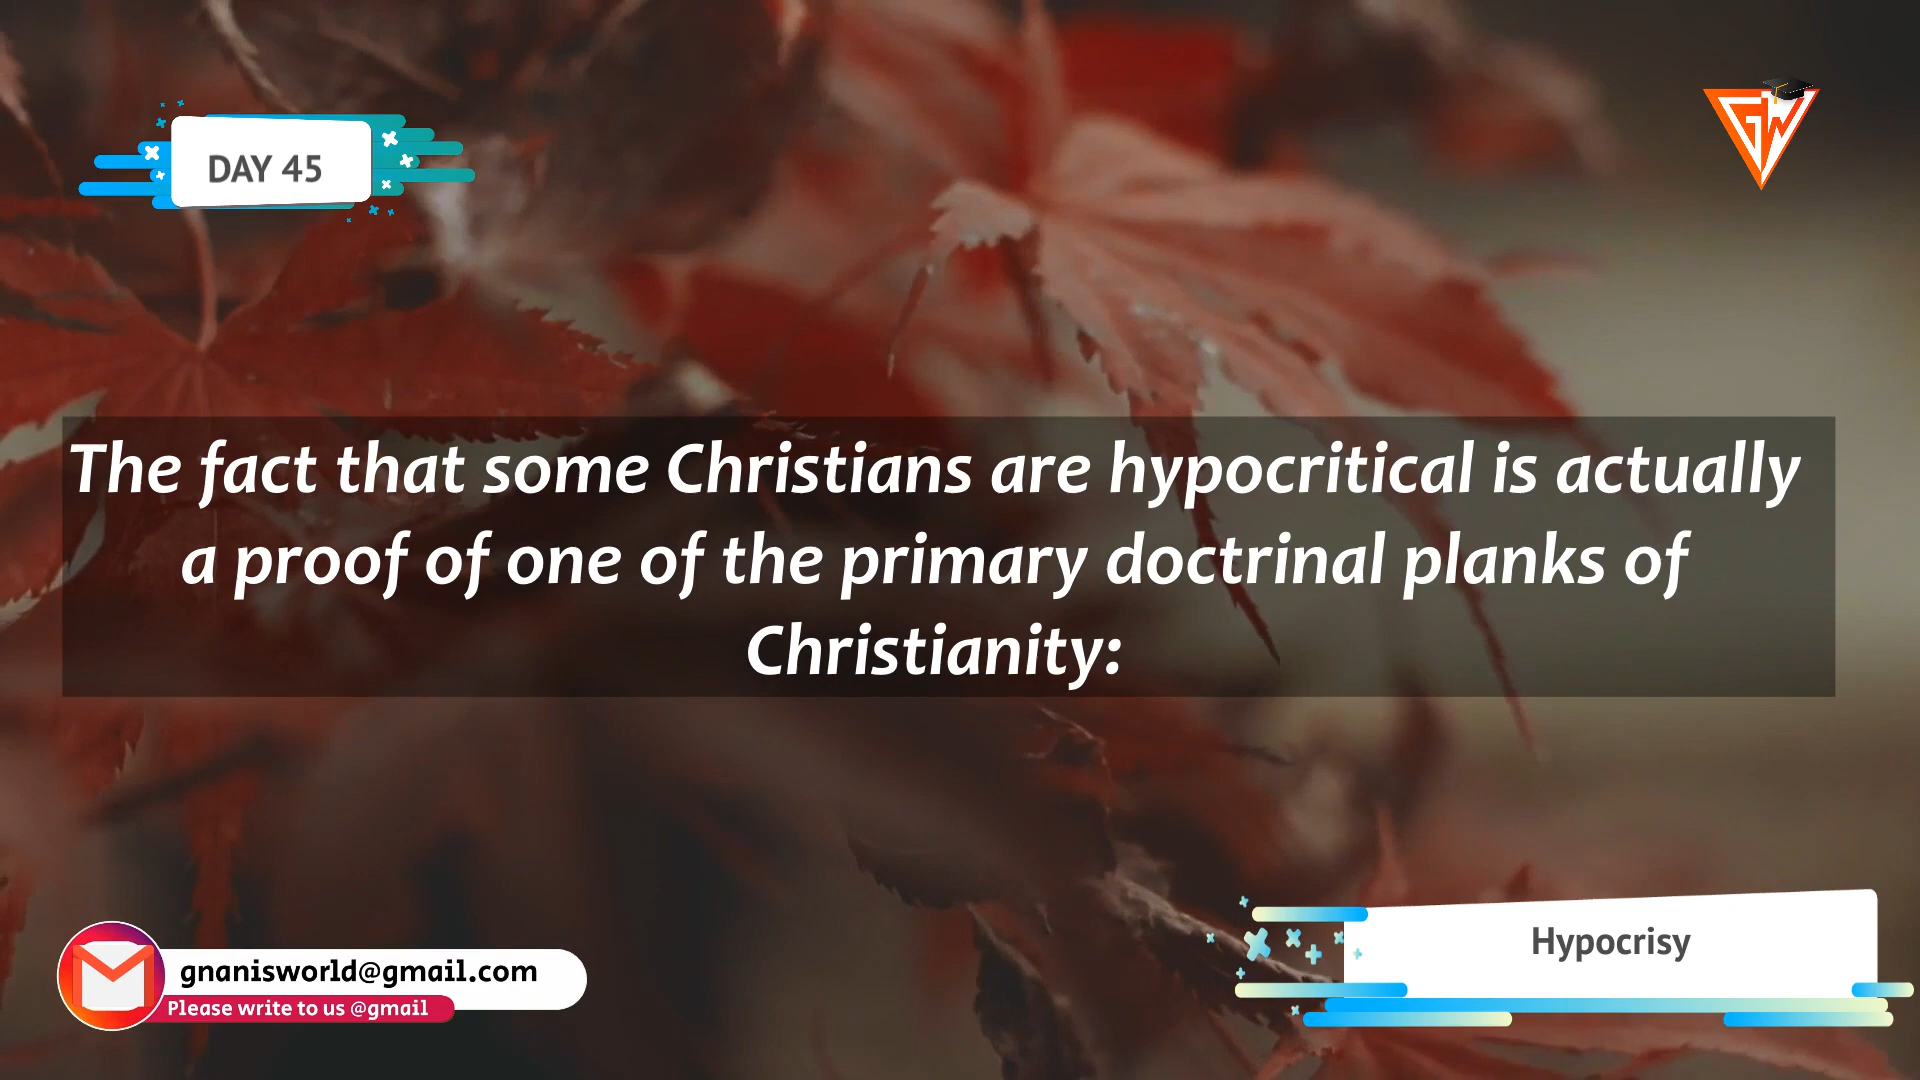 DAY 45
GW
The fact that some Christians are hypocritical is actually
a proof of one of the primary doctrinal planks of
Christianity:
Hypocrisy
gnanisworld@gmail.com
Please write to us @gmail